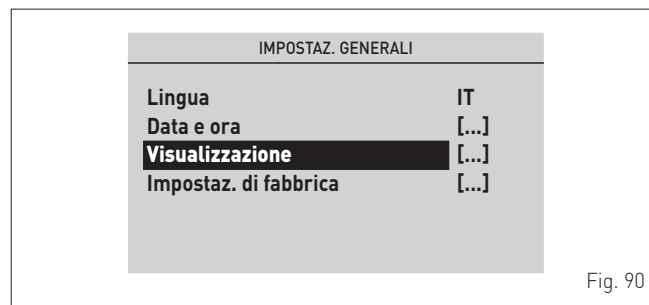 IMPOSTAZ. GENERALI
Lingua IT
Data e ora [...]
Visualizzazione [...]
Impostaz. di fabbrica [...]
Fig. 90